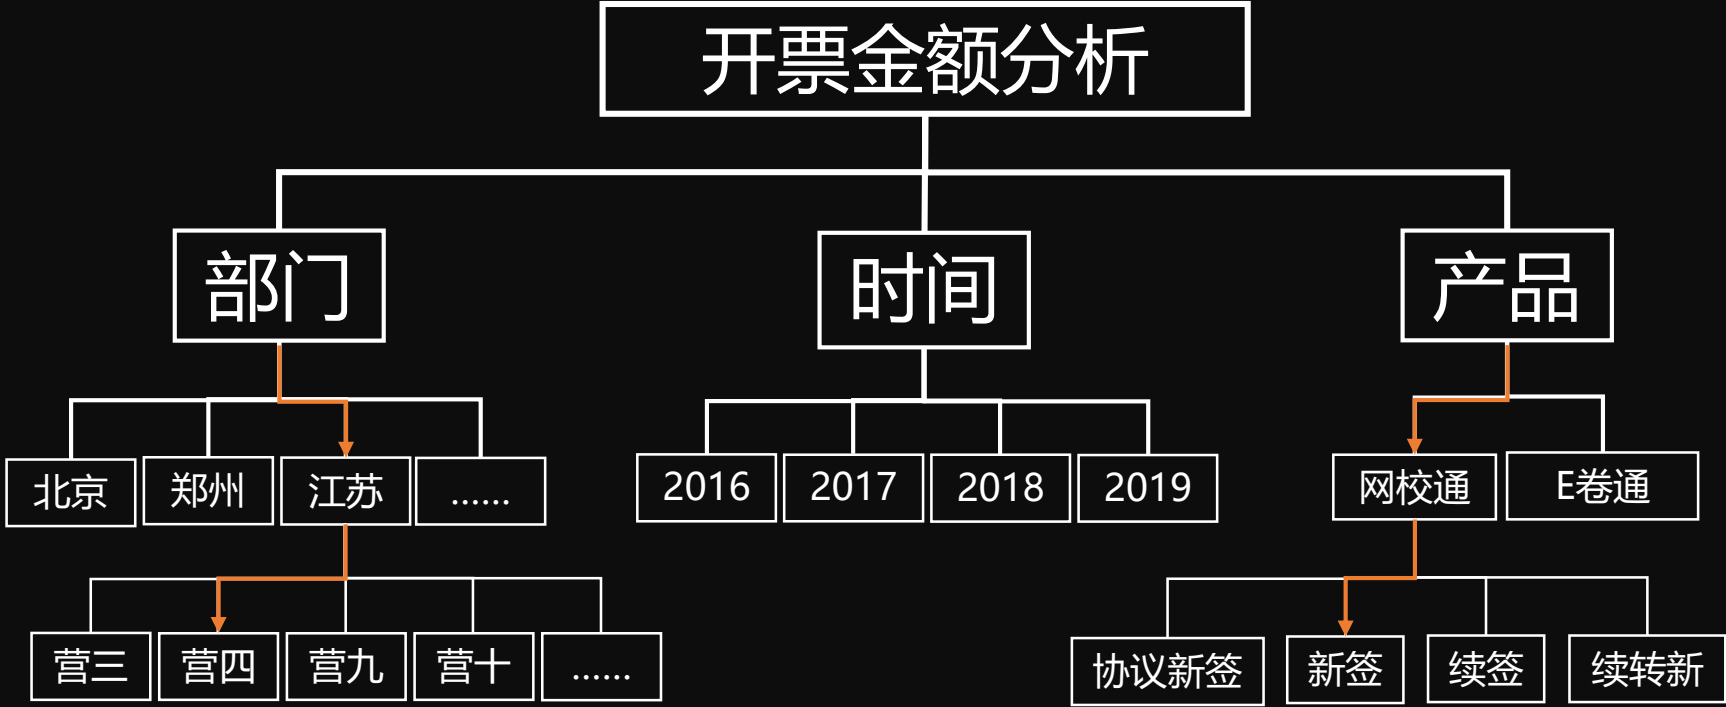 开票金额分析
部门
时间
产品
北京
郑州
江苏
……
2016
2017
2018
2019
网校通
E卷通
营三
营四
营九
营十
……
协议新签
新签
续签
续转新